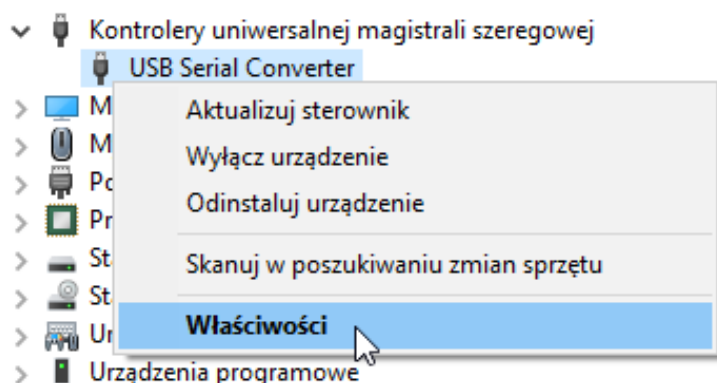 Kontrolery uniwersalnej magistrali szeregowej
USB Serial Converter
Aktualizuj sterownik
Wyłącz urządzenie
Odinstaluj urządzenie
Skanuj w poszukiwaniu zmian sprzętu
Właściwości
Urządzenia programowe